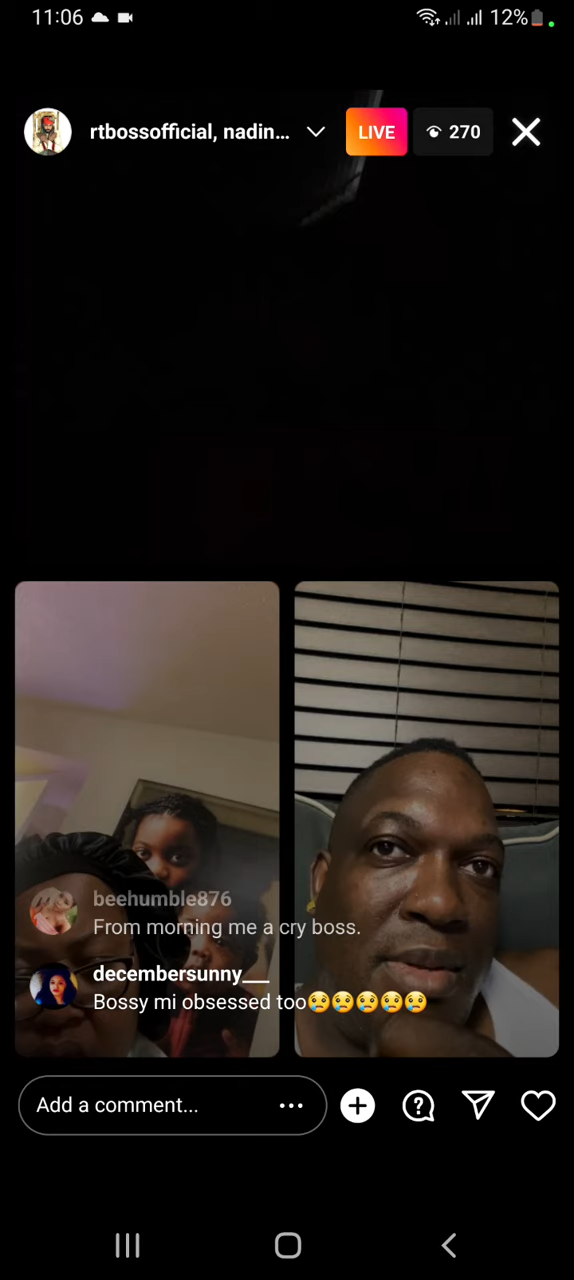 11:06
12%
rtbossofficial, nadin...
LIVE
270
beehumble876
From morning me a cry boss.
decembersunny__
Bossy mi obsessed too😢😢😢😢😢
Add a comment...